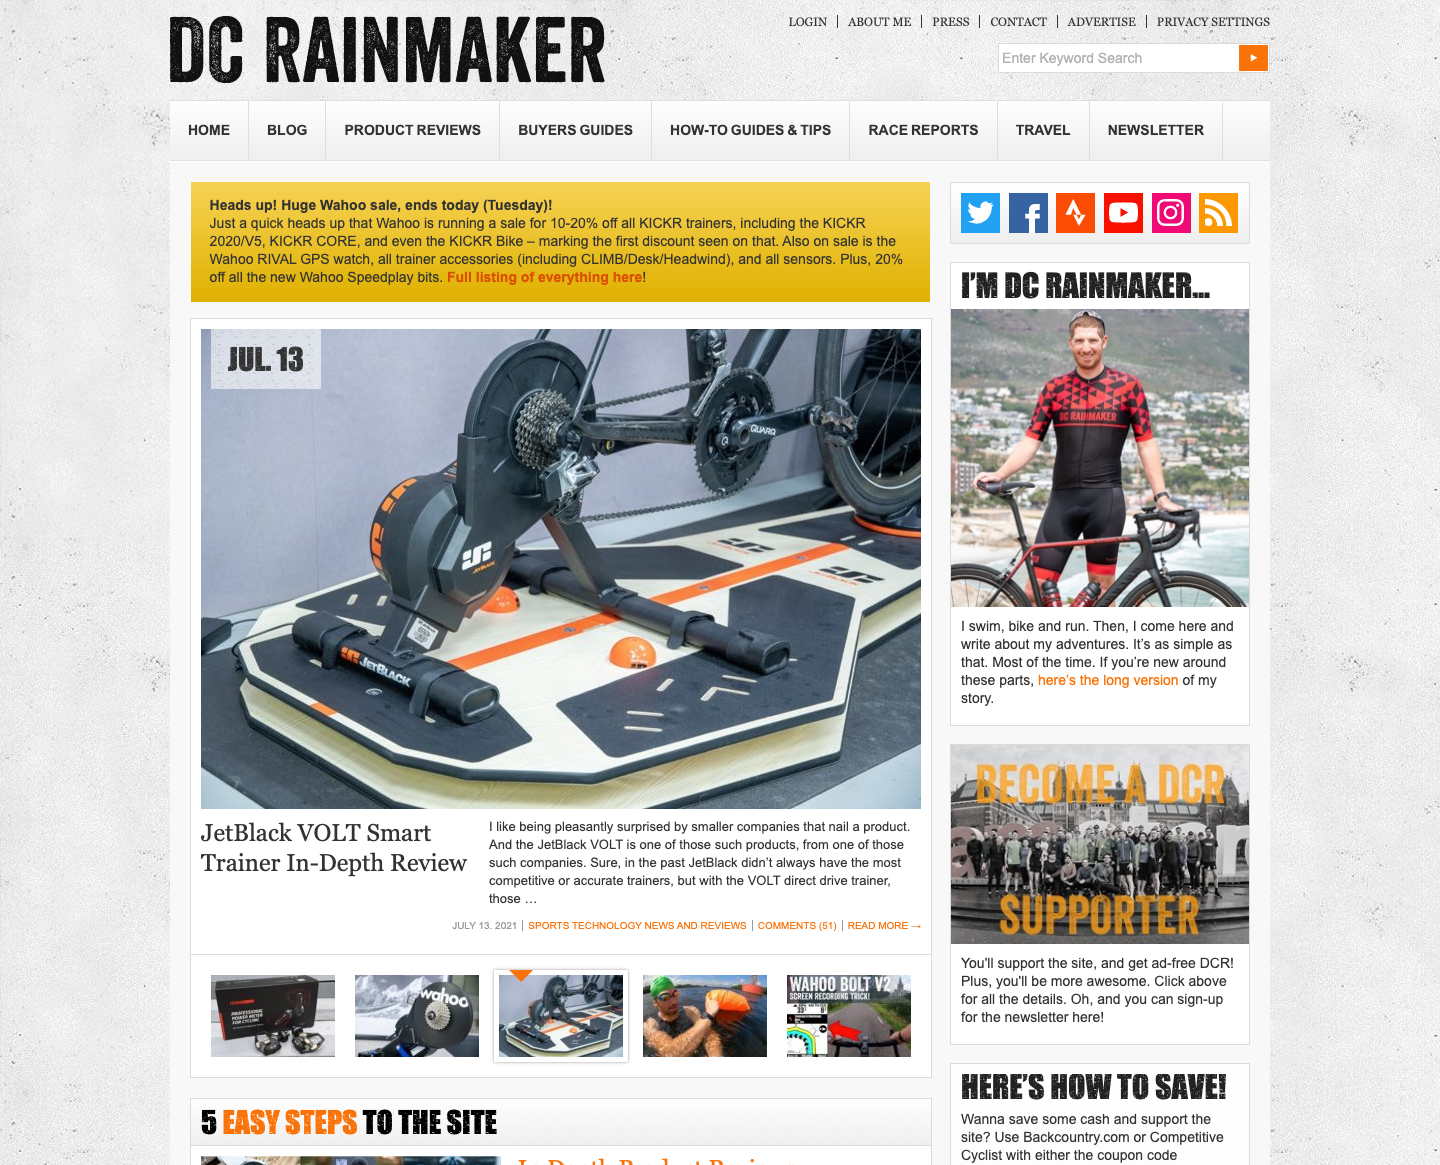 DC RAINMAKER
LOGIN | ABOUT ME | PRESS | CONTACT | ADVERTISE | PRIVACY SETTINGS
Enter Keyword Search
HOME BLOG PRODUCT REVIEWS BUYERS GUIDES HOW-TO GUIDES & TIPS RACE REPORTS TRAVEL NEWSLETTER
Heads up! Huge Wahoo sale, ends today (Tuesday)!
Just a quick heads up that Wahoo is running a sale for 10-20% off all KICKR trainers, including the KICKR
2020/V5, KICKR CORE, and even the KICKR Bike – marking the first discount seen on that. Also on sale is the
Wahoo RIVAL GPS watch, all trainer accessories (including CLIMB/Desk/Headwind), and all sensors. Plus, 20%
off all the new Wahoo Speedplay bits. Full listing of everything here!
JUL. 13
QUARQ
JETBLACK
JETBLACK
JetBlack VOLT Smart
Trainer In-Depth Review
I like being pleasantly surprised by smaller companies that nail a product.
And the JetBlack VOLT is one of those such products, from one of those
such companies. Sure, in the past JetBlack didn't always have the most
competitive or accurate trainers, but with the VOLT direct drive trainer,
those …
JULY 13. 2021 | SPORTS TECHNOLOGY NEWS AND REVIEWS | COMMENTS (51) | READ MORE →
PROFESSIONAL
POWER METER
FOR CYCLING
wahoo
WAHOO BOLT V2
SCREEN RECORDING TRICK!
5 EASY STEPS TO THE SITE
I'M DC RAINMAKER...
DC RAINMAKER
I swim, bike and run. Then, I come here and
write about my adventures. It's as simple as
that. Most of the time. If you're new around
these parts, here's the long version of my
story.
BECOME A DCR
SUPPORTER
You'll support the site, and get ad-free DCR!
Plus, you'll be more awesome. Click above
for all the details. Oh, and you can sign-up
for the newsletter here!
HERE'S HOW TO SAVE!
Wanna save some cash and support the
site? Use Backcountry.com or Competitive
Cyclist with either the coupon code